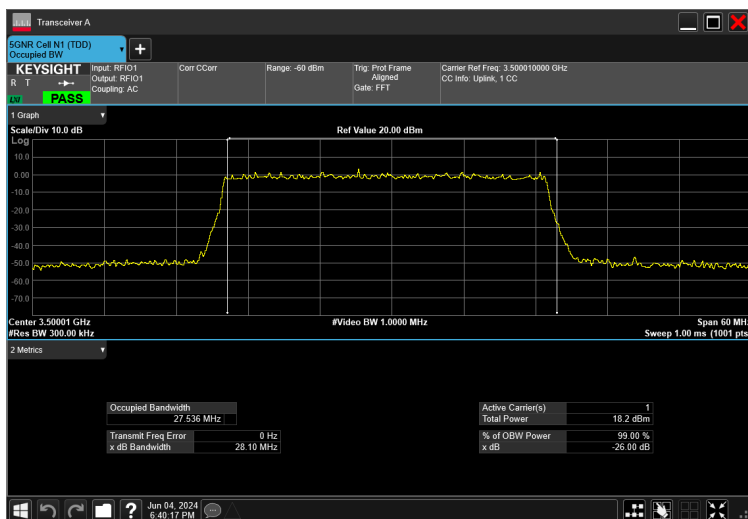 Transceiver A
5GNR Cell N1 (TDD)
Occupied BW
KEYSIGHT
R T
LXI
PASS
Input: RFIO1
Output: RFIO1
Coupling: AC
Corr CCorr
Range: -60 dBm
Trig: Prot Frame
Aligned
Gate: FFT
Carrier Ref Freq: 3.500010000 GHz
CC Info: Uplink, 1 CC
1 Graph
Scale/Div 10.0 dB
Ref Value 20.00 dBm
Log
10.0
0.00
-10.0
-20.0
-30.0
-40.0
-50.0
-60.0
-70.0
Center 3.50001 GHz
#Video BW 1.0000 MHz
Span 60 MHz
#Res BW 300.00 kHz
Sweep 1.00 ms (1001 pts
2 Metrics
Occupied Bandwidth
27.536 MHz
Transmit Freq Error 0 Hz
x dB Bandwidth 28.10 MHz
Active Carrier(s) 1
Total Power 18.2 dBm
% of OBW Power 99.00 %
x dB -26.00 dB
?
Jun 04, 2024
6:40:17 PM